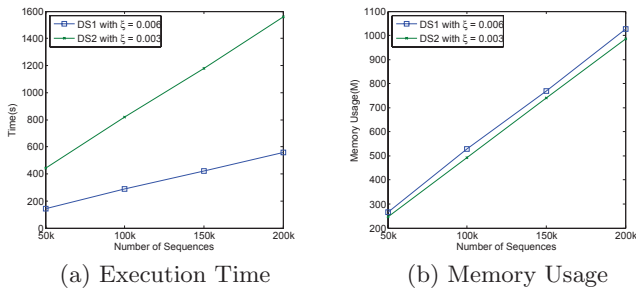 1600
1400
1200
1000
800
600
400
200
0
Time(s)
DS1 with ξ = 0.006
DS2 with ξ = 0.003
50k
100k
150k
200k
Number of Sequences
(a) Execution Time
1100
1000
900
800
700
600
500
400
300
200
Memory Usage(M)
DS1 with ξ = 0.006
DS2 with ξ = 0.003
50k
100k
150k
200k
Number of Sequences
(b) Memory Usage